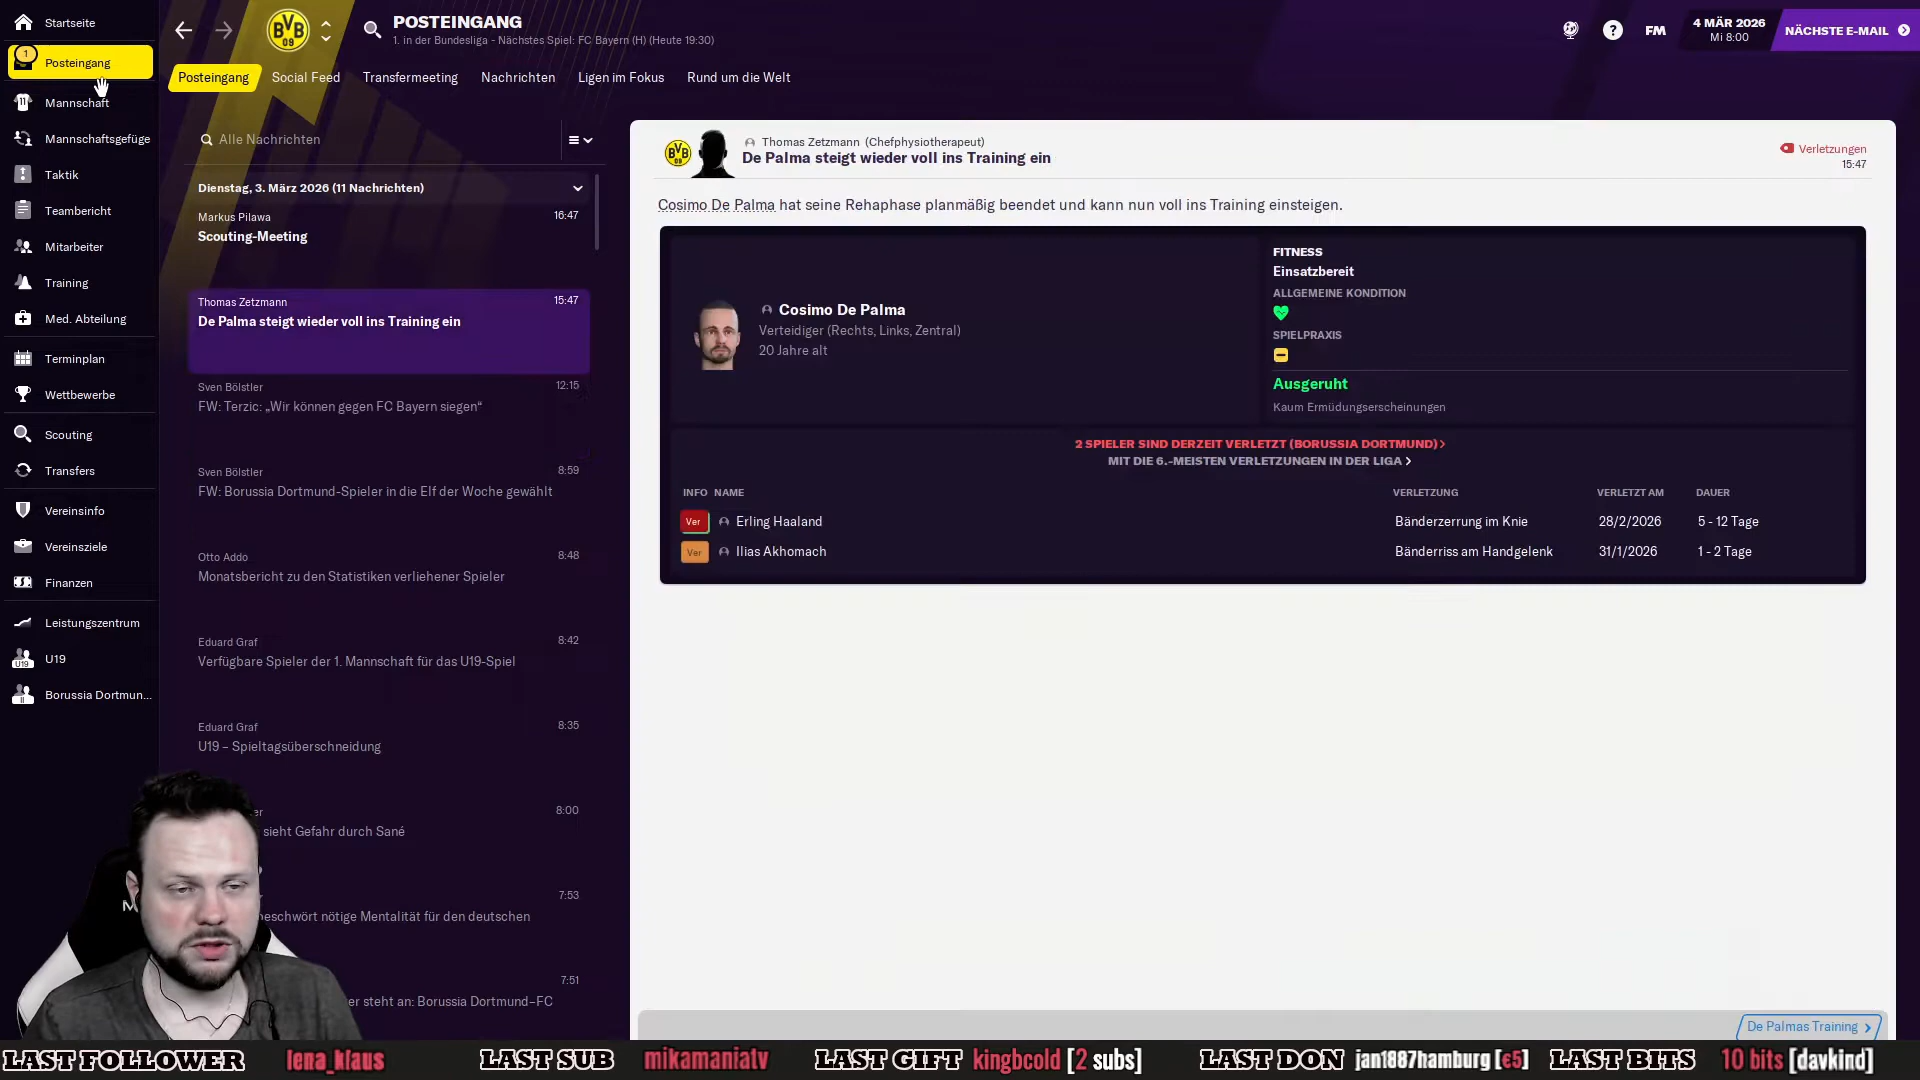 Startseite
1
Posteingang
Mannschaft
Mannschaftsgefüge
Taktik
Teambericht
Mitarbeiter
Training
Med. Abteilung
Terminplan
Wettbewerbe
Scouting
Transfers
Vereinsinfo
Vereinsziele
Finanzen
Leistungszentrum
U19
Borussia Dortmun...
BVB
09
POSTEINGANG
1. in der Bundesliga - Nächstes Spiel: FC Bayern (H) (Heute 19:30)
FM
4 MÄR 2026
Mi 8:00
NÄCHSTE E-MAIL
Posteingang
Social Feed
Transfermeeting
Nachrichten
Ligen im Fokus
Rund um die Welt
Alle Nachrichten
Dienstag, 3. März 2026 (11 Nachrichten)
Markus Pilawa
16:47
Scouting-Meeting
Thomas Zetzmann
15:47
De Palma steigt wieder voll ins Training ein
Sven Bölstler
12:15
FW: Terzic: „Wir können gegen FC Bayern siegen“
Sven Bölstler
8:59
FW: Borussia Dortmund-Spieler in die Elf der Woche gewählt
Otto Addo
8:48
Monatsbericht zu den Statistiken verliehener Spieler
Eduard Graf
8:42
Verfügbare Spieler der 1. Mannschaft für das U19-Spiel
Eduard Graf
8:35
U19 – Spieltagsüberschneidung
8:00
sieht Gefahr durch Sané
7:53
beschwört nötige Mentalität für den deutschen
7:51
er steht an: Borussia Dortmund–FC
Thomas Zetzmann (Chefphysiotherapeut)
De Palma steigt wieder voll ins Training ein
Verletzungen
15:47
Cosimo De Palma hat seine Rehaphase planmäßig beendet und kann nun voll ins Training einsteigen.
Cosimo De Palma
Verteidiger (Rechts, Links, Zentral)
20 Jahre alt
FITNESS
Einsatzbereit
ALLGEMEINE KONDITION
SPIELPRAXIS
Ausgeruht
Kaum Ermüdungserscheinungen
2 SPIELER SIND DERZEIT VERLETZT (BORUSSIA DORTMUND)
MIT DIE 6.-MEISTEN VERLETZUNGEN IN DER LIGA
INFO NAME VERLETZUNG VERLETZT AM DAUER
Ver Erling Haaland Bänderzerrung im Knie 28/2/2026 5 - 12 Tage
Ver Ilias Akhomach Bänderriss am Handgelenk 31/1/2026 1 - 2 Tage
De Palmas Training
LAST FOLLOWER lena_klaus LAST SUB mikamaniatv LAST GIFT kingbcold [2 subs] LAST DON jan1887hamburg [€5] LAST BITS 10 bits [davkind]